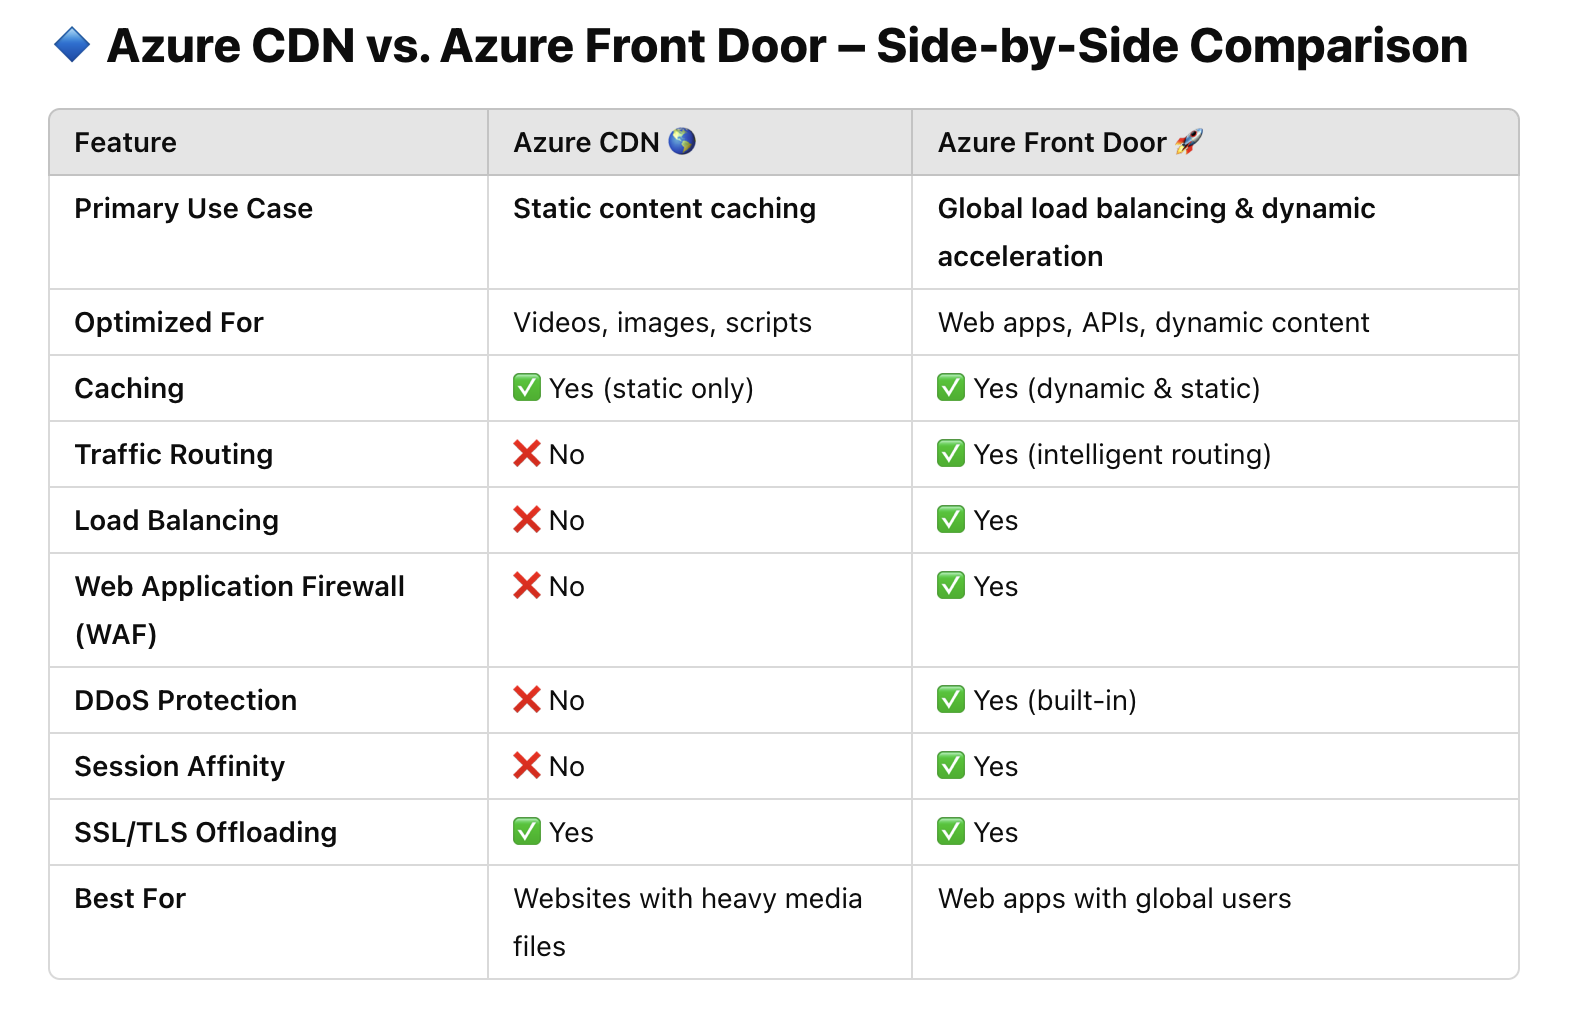 🔷 Azure CDN vs. Azure Front Door – Side-by-Side Comparison
Feature Azure CDN 🌎 Azure Front Door 🚀
Primary Use Case Static content caching Global load balancing & dynamic
acceleration
Optimized For Videos, images, scripts Web apps, APIs, dynamic content
Caching ✅ Yes (static only) ✅ Yes (dynamic & static)
Traffic Routing ❌ No ✅ Yes (intelligent routing)
Load Balancing ❌ No ✅ Yes
Web Application Firewall ❌ No ✅ Yes
(WAF)
DDoS Protection ❌ No ✅ Yes (built-in)
Session Affinity ❌ No ✅ Yes
SSL/TLS Offloading ✅ Yes ✅ Yes
Best For Websites with heavy media Web apps with global users
files